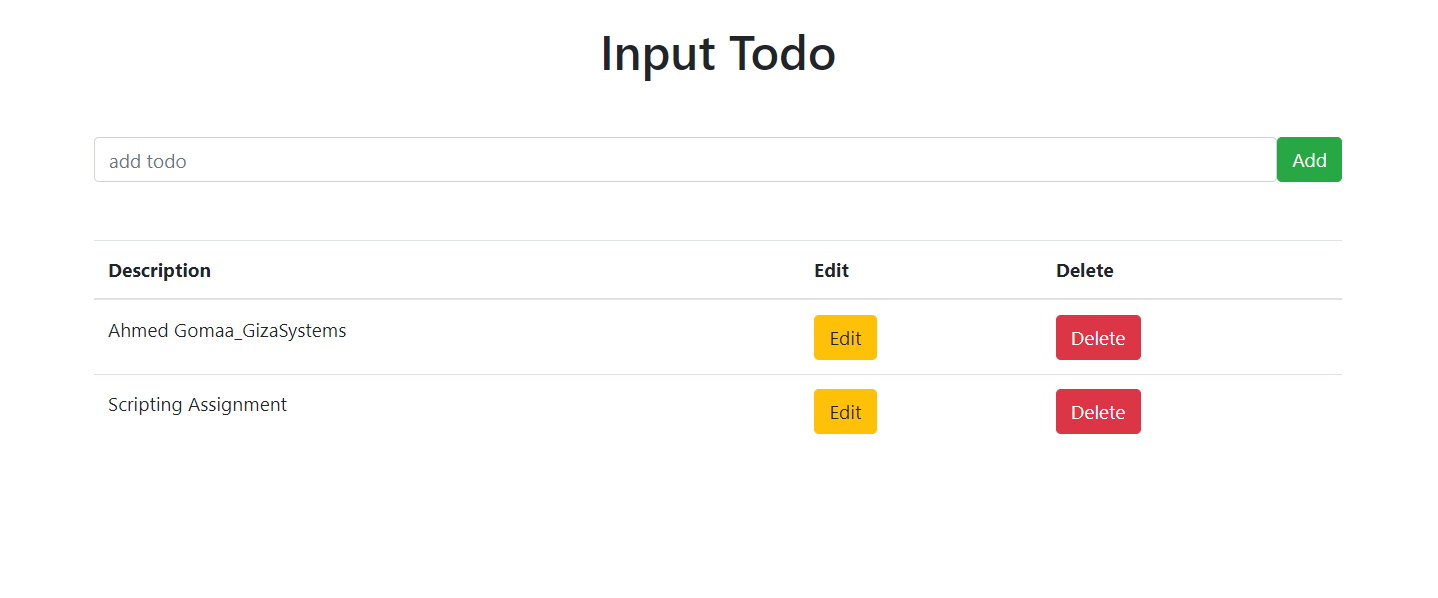 Input Todo
add todo Add
Description Edit Delete
Ahmed Gomaa_GizaSystems Edit Delete
Scripting Assignment Edit Delete